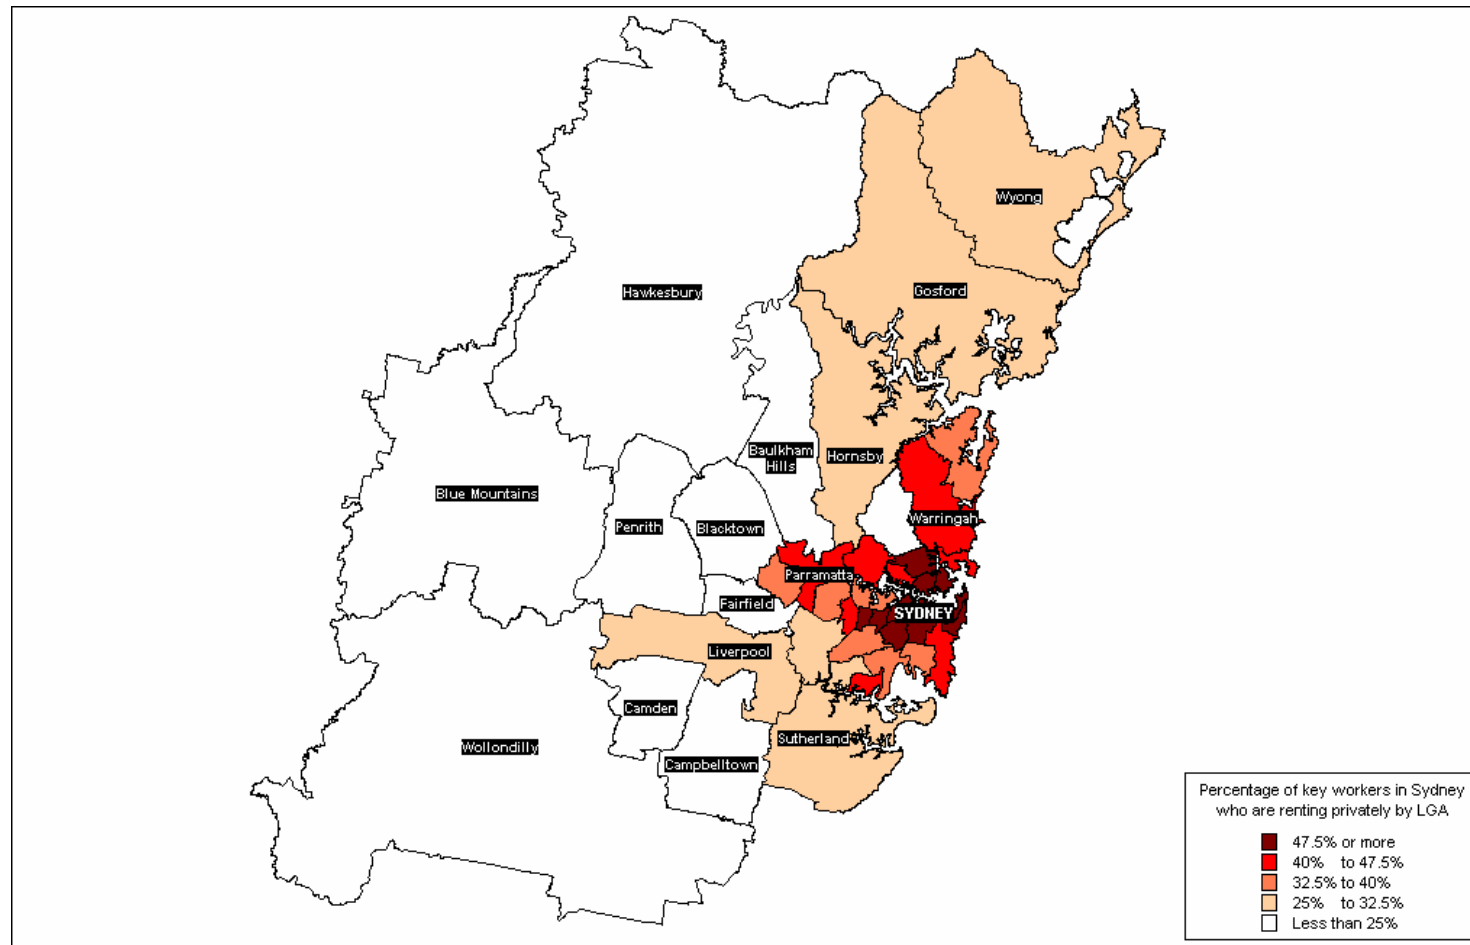 Wyong
Gosford
Hawkesbury
Baulkham
Hills
Hornsby
Blue Mountains
Penrith
Blacktown
Warringah
Parramatta
Fairfield
SYDNEY
Liverpool
Camden
Sutherland
Wollondilly
Campbelltown
Percentage of key workers in Sydney
who are renting privately by LGA
47.5% or more
40% to 47.5%
32.5% to 40%
25% to 32.5%
Less than 25%